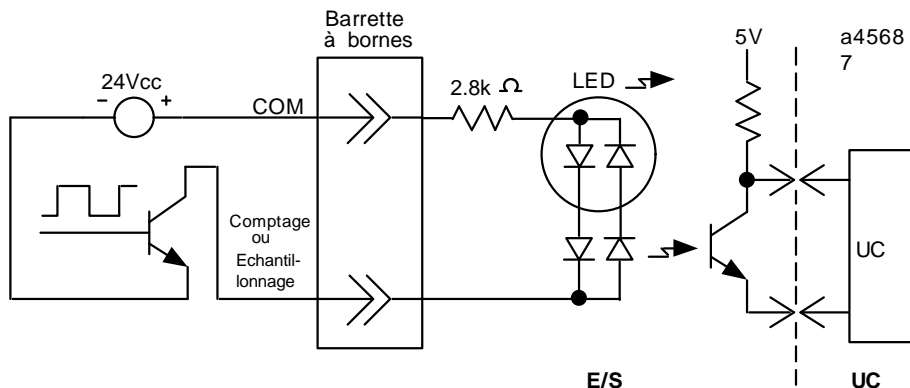 Barrette
à bornes
5V
a4568
7
24Vcc
- +
COM
2.8k Ω
LED
Comptage
ou
Echantil-
lonnage
UC
E/S
UC